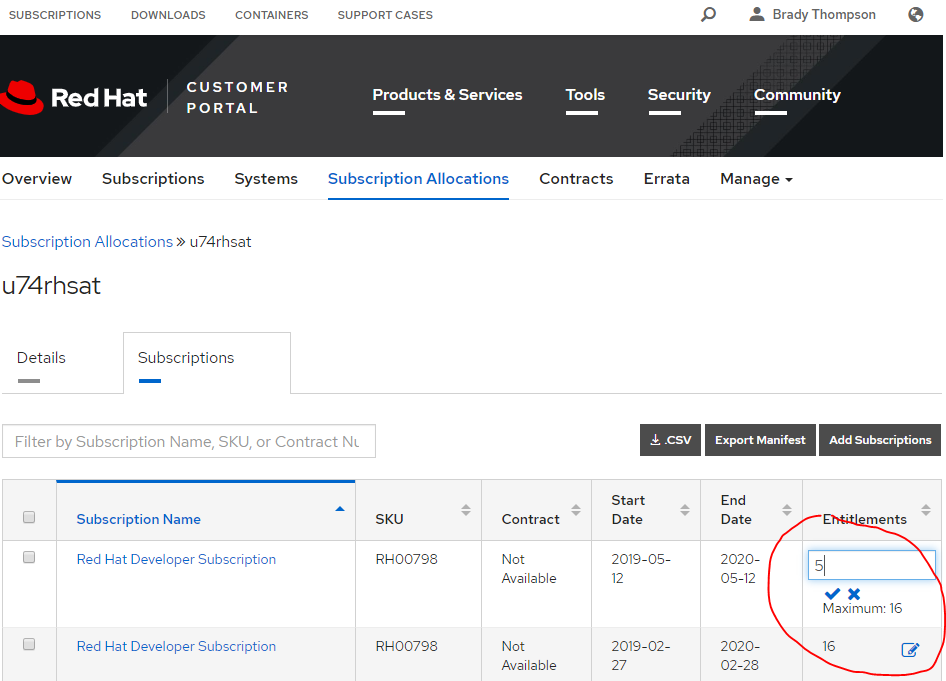 SUBSCRIPTIONS DOWNLOADS CONTAINERS SUPPORT CASES Brady Thompson
Red Hat CUSTOMER PORTAL Products & Services Tools Security Community
Overview Subscriptions Systems Subscription Allocations Contracts Errata Manage
Subscription Allocations » u74rhsat
u74rhsat
Details Subscriptions
Filter by Subscription Name, SKU, or Contract Nu .CSV Export Manifest Add Subscriptions
Subscription Name SKU Contract Start Date End Date Entitlements
Red Hat Developer Subscription RH00798 Not Available 2019-05-12 2020-05-12 5
Maximum: 16
Red Hat Developer Subscription RH00798 Not Available 2019-02-27 2020-02-28 16